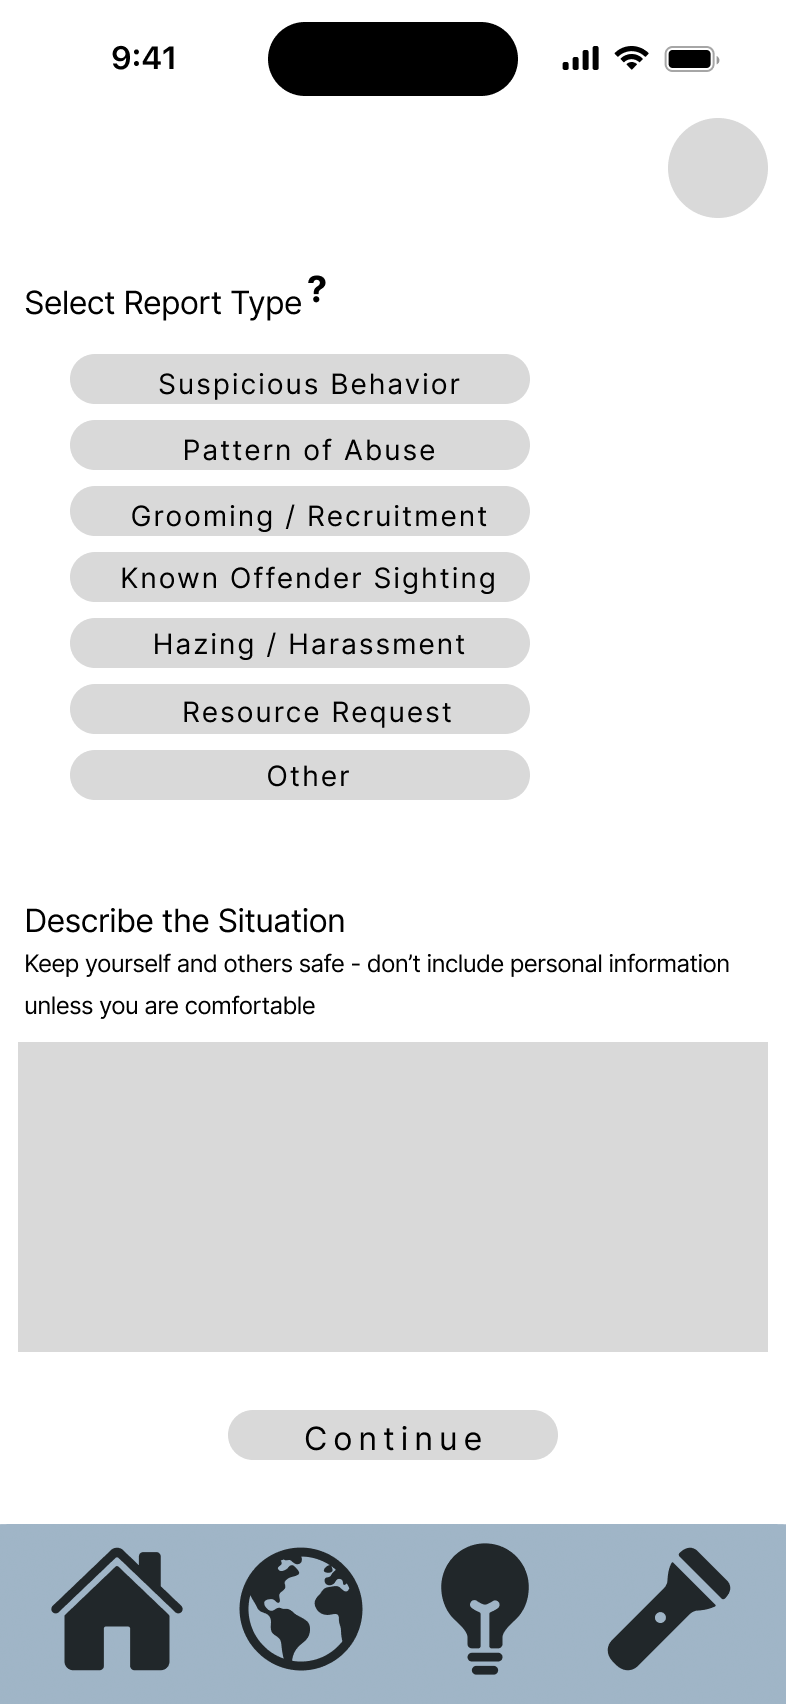 9:41
Select Report Type ?
Suspicious Behavior
Pattern of Abuse
Grooming / Recruitment
Known Offender Sighting
Hazing / Harassment
Resource Request
Other
Describe the Situation
Keep yourself and others safe - don’t include personal information
unless you are comfortable
Continue